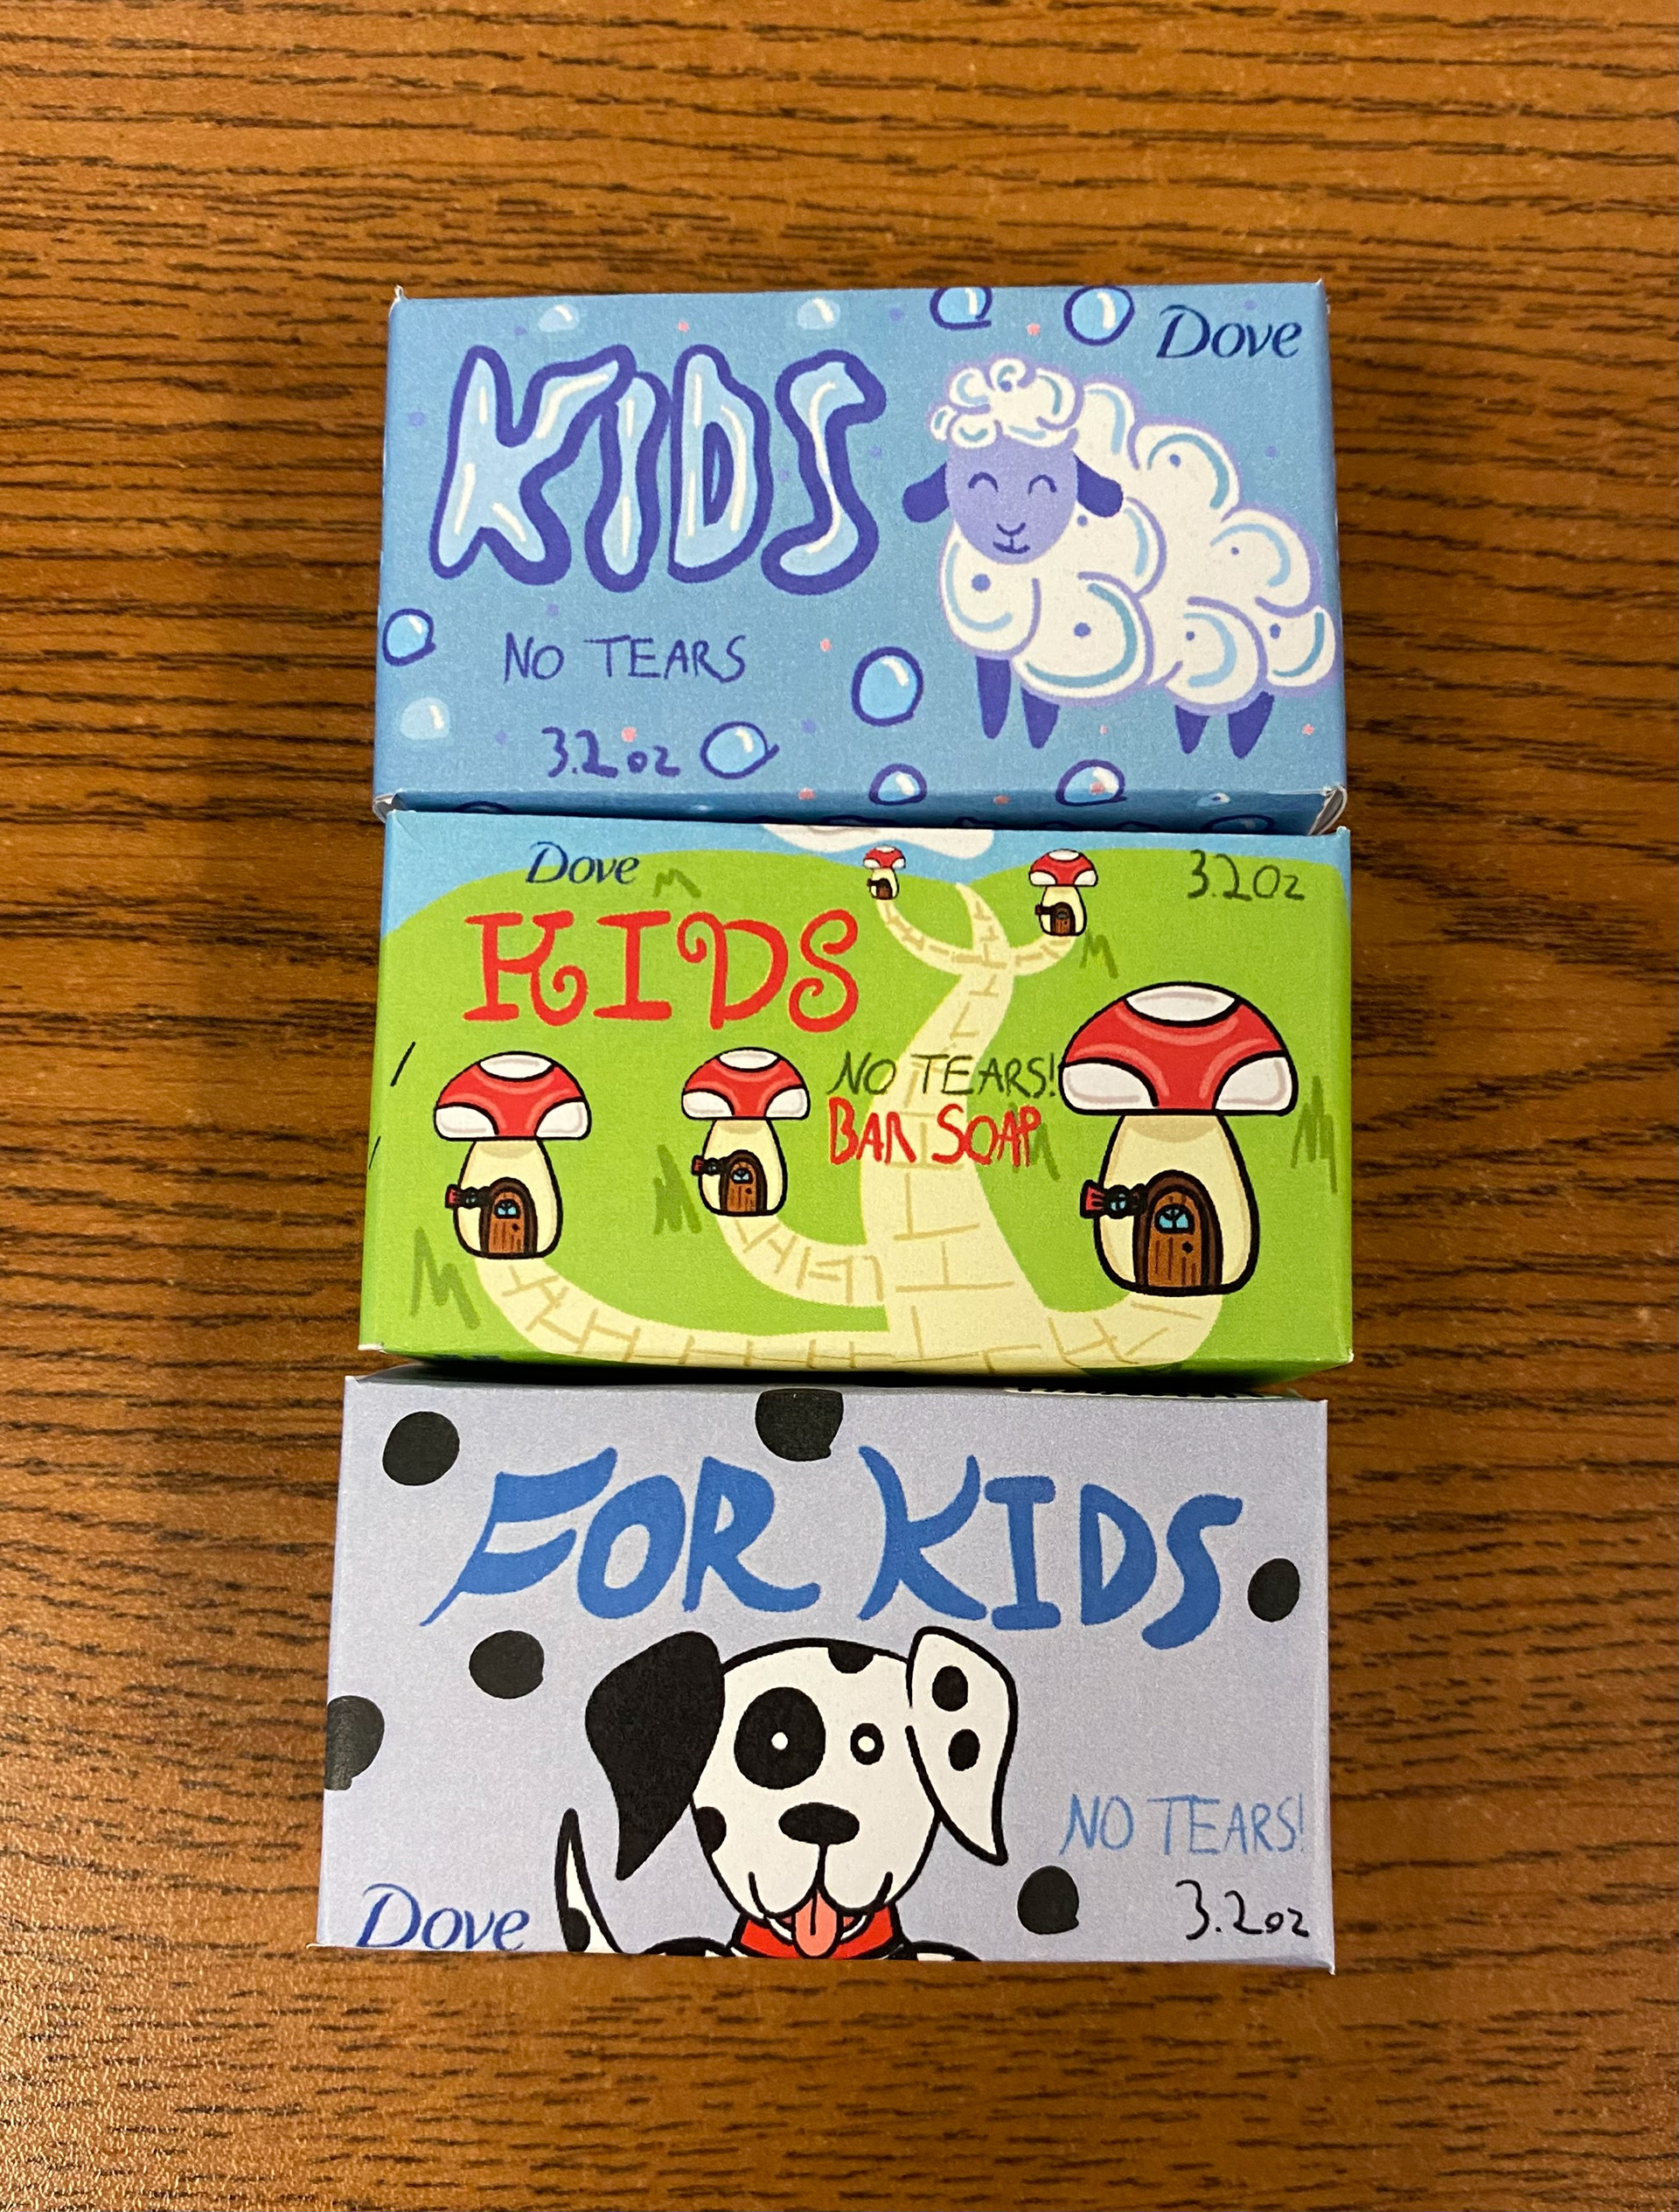 Dove
KIDS
NO TEARS
3.2oz
Dove
3.2Oz
KIDS
NO TEARS!
BAR SOAP
FOR KIDS
NO TEARS!
Dove
3.2oz